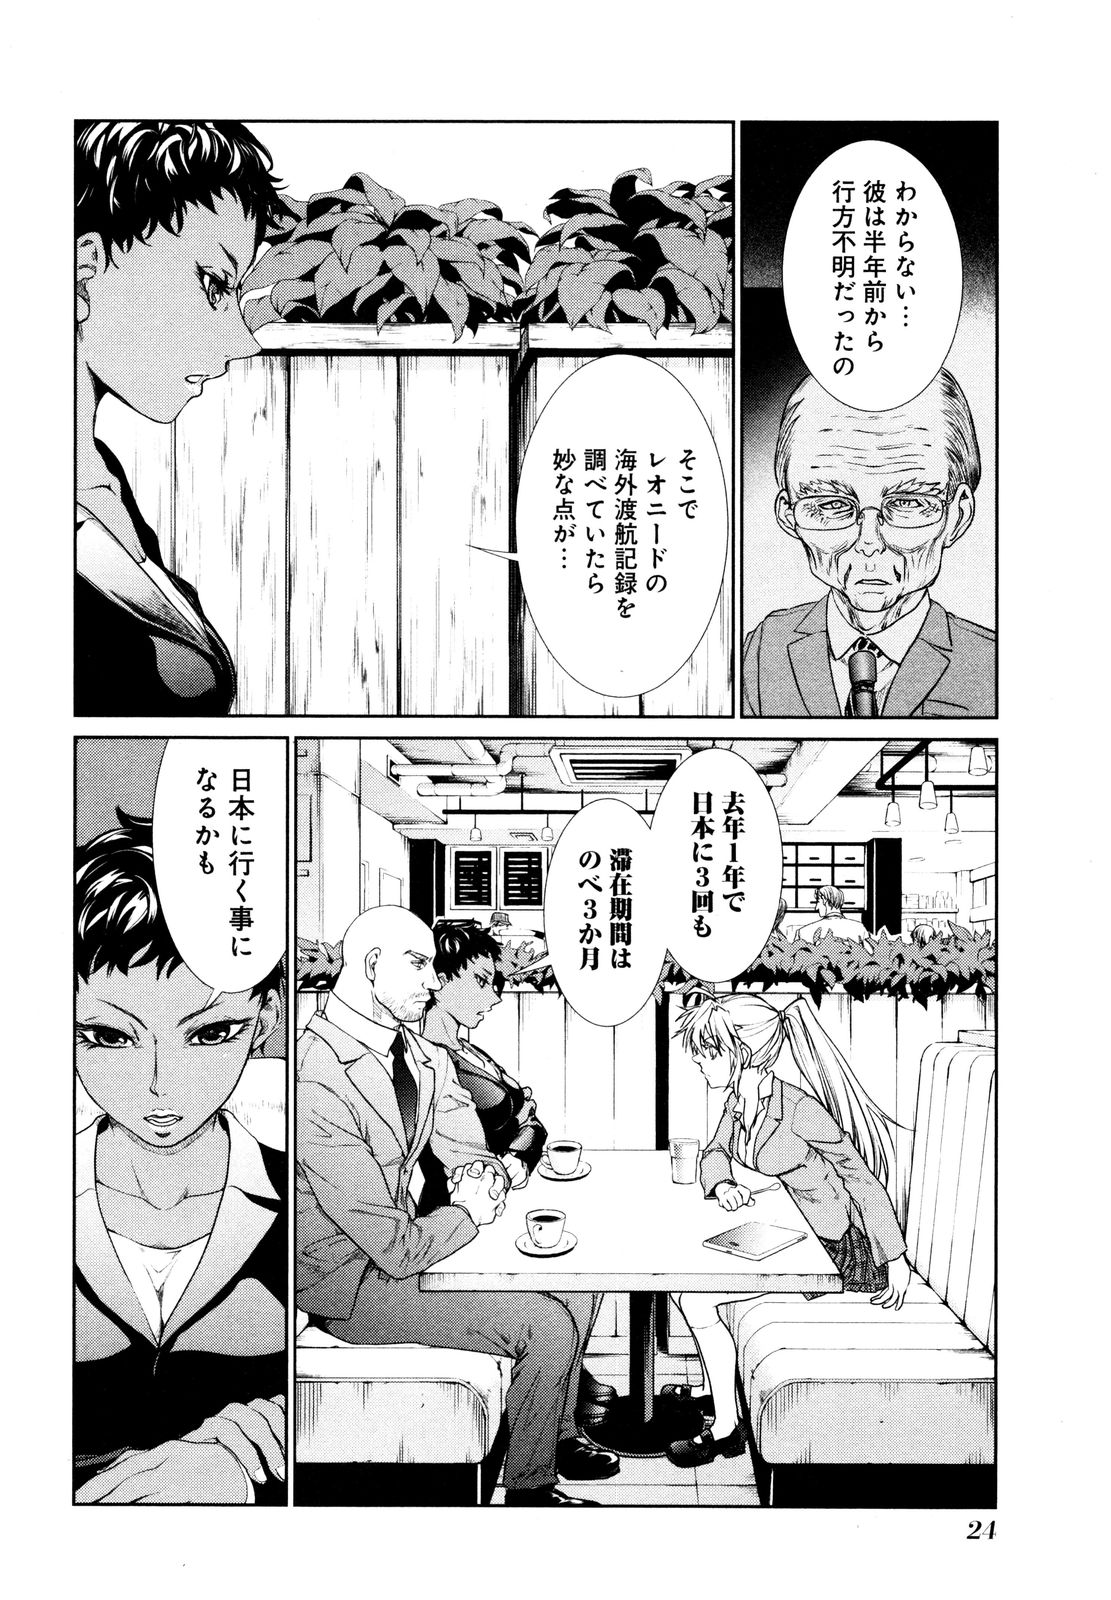 わからない…
彼は半年前から
行方不明だったの
そこで
レオニードの
海外渡航記録を
調べていたら
妙な点が…
去年1年で
日本に3回も
滞在期間は
のべ3か月
日本に行く事に
なるかも
24